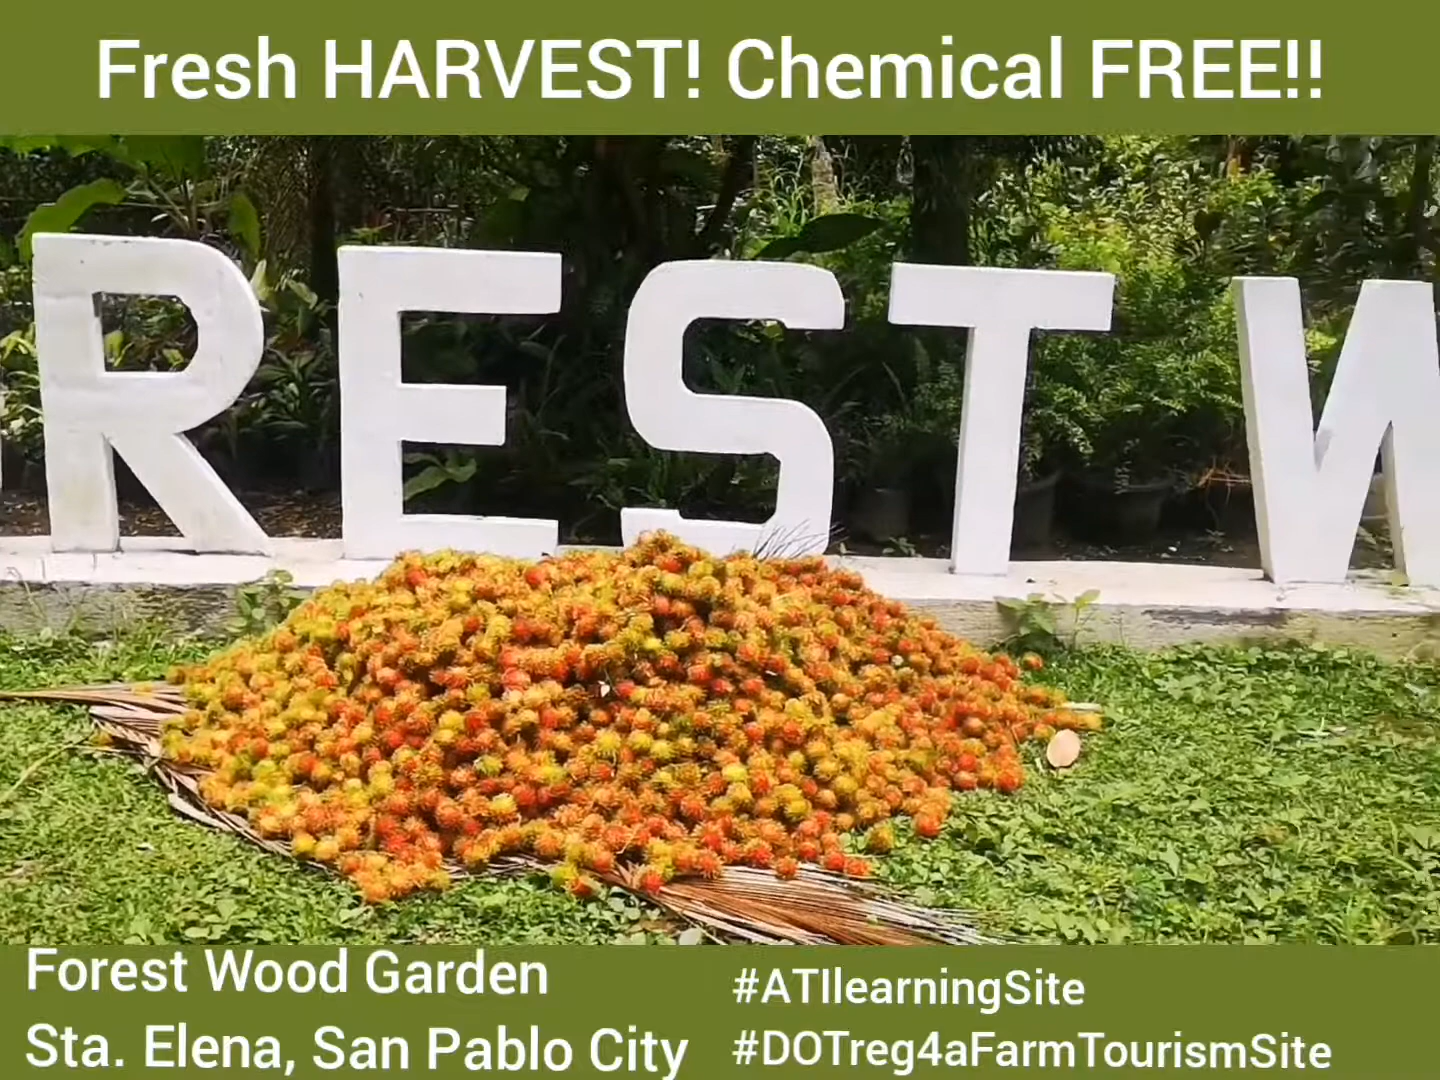 Fresh HARVEST! Chemical FREE!!
REST W
Forest Wood Garden
Sta. Elena, San Pablo City
#ATIlearningSite
#DOTreg4aFarmTourismSite